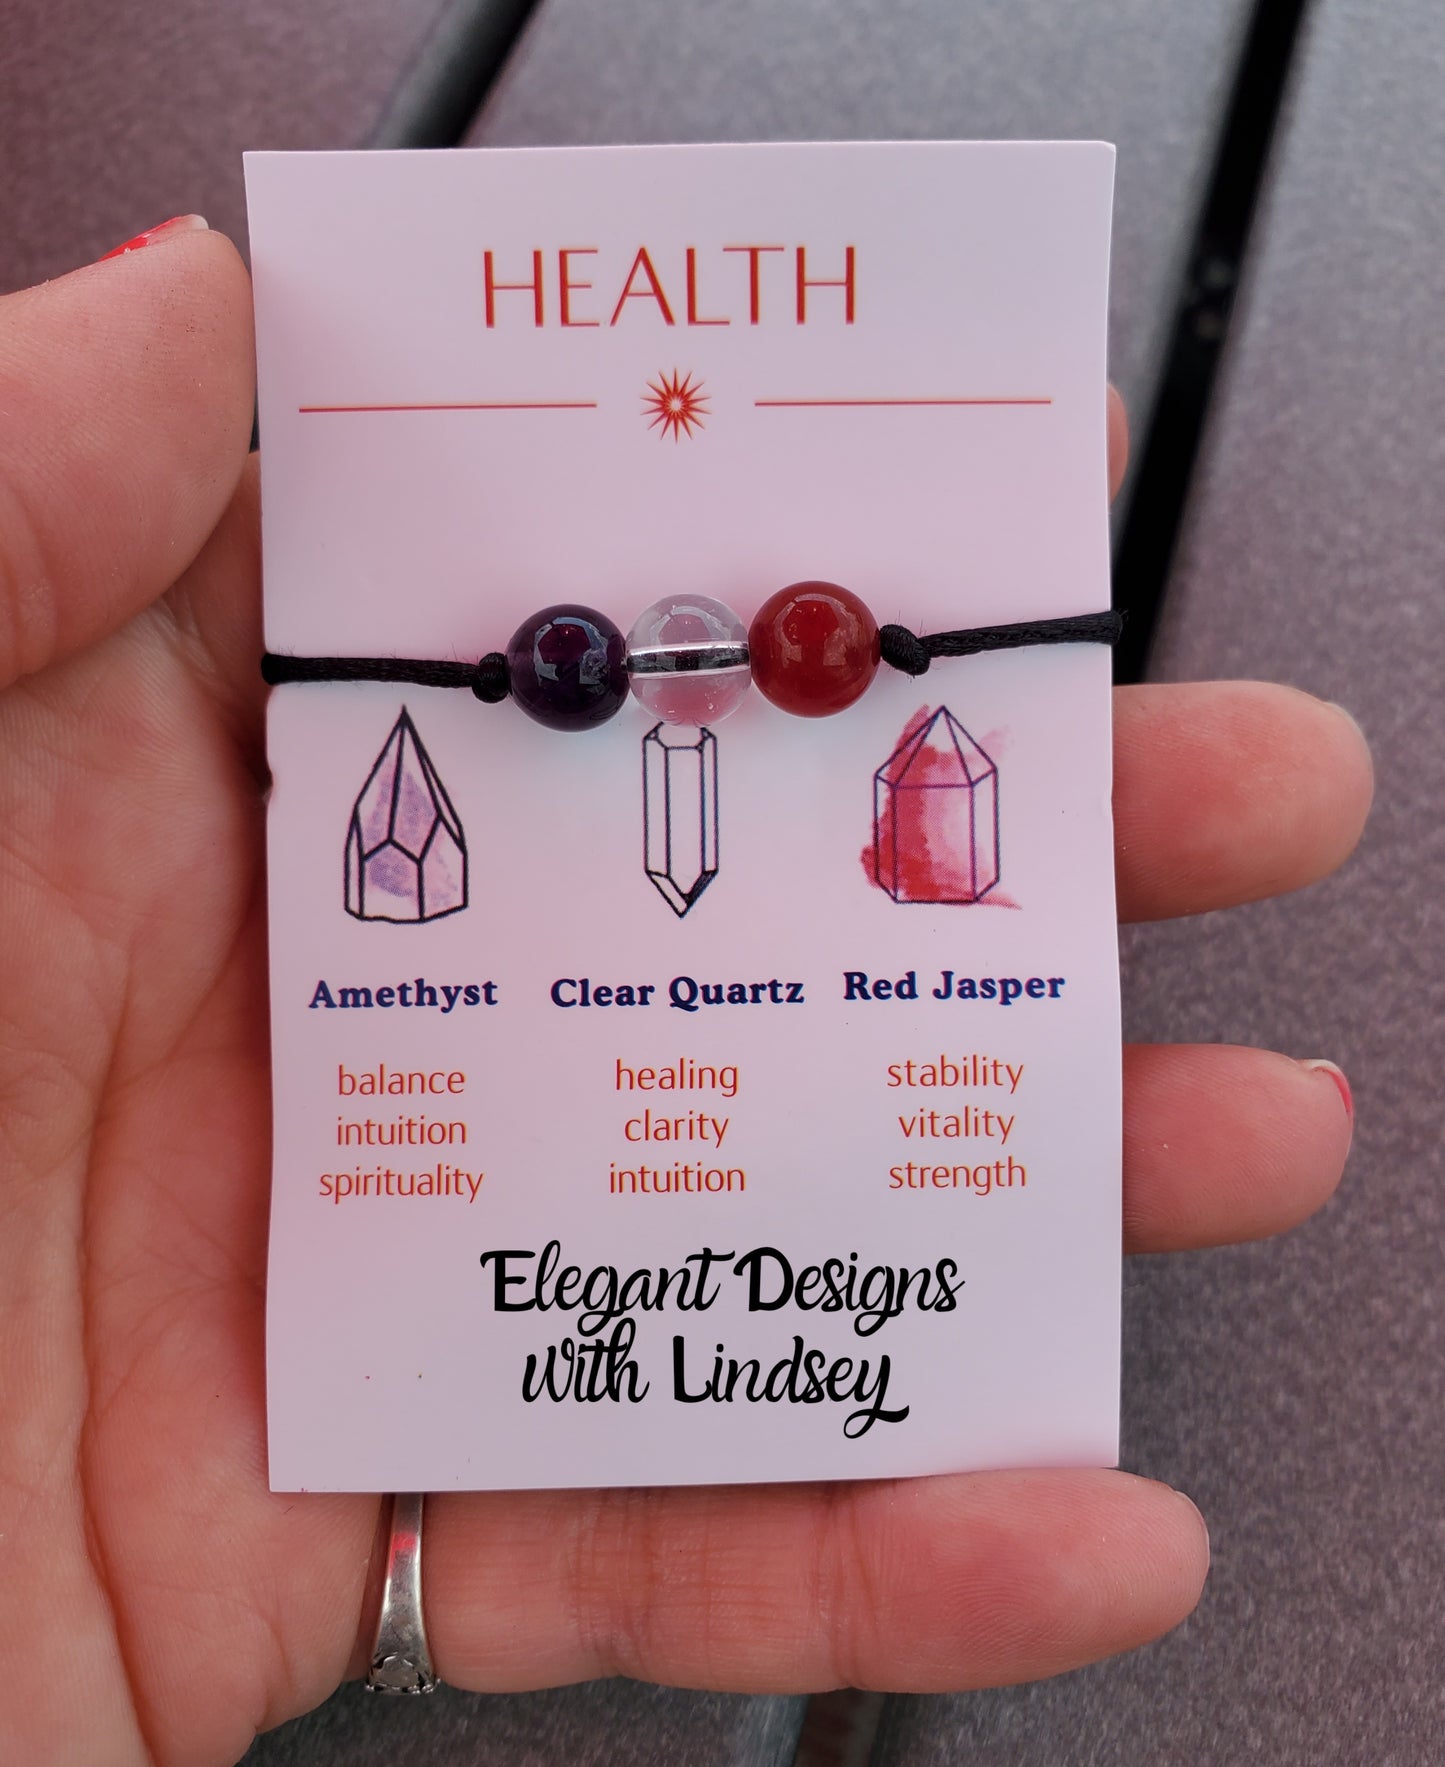 HEALTH
Amethyst Clear Quartz Red Jasper
balance healing stability
intuition clarity vitality
spirituality intuition strength
Elegant Designs
with Lindsey